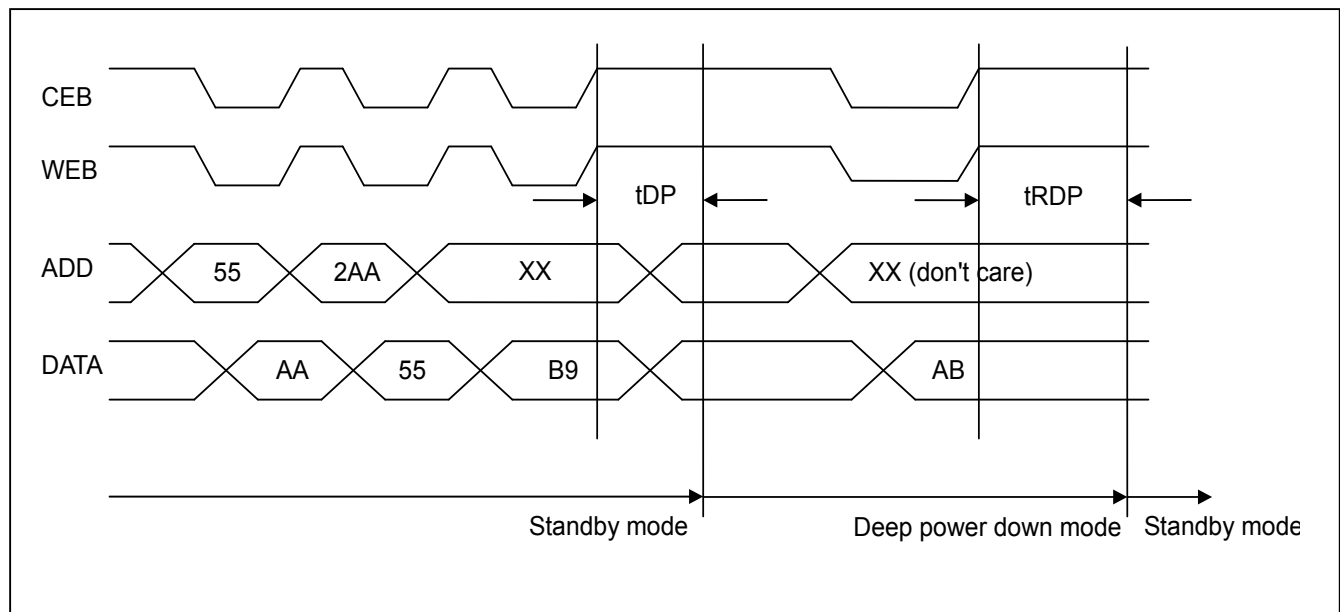 CEB
WEB
tDP
tRDP
ADD
55
2AA
XX
XX (don't care)
DATA
AA
55
B9
AB
Standby mode
Deep power down mode
Standby mode